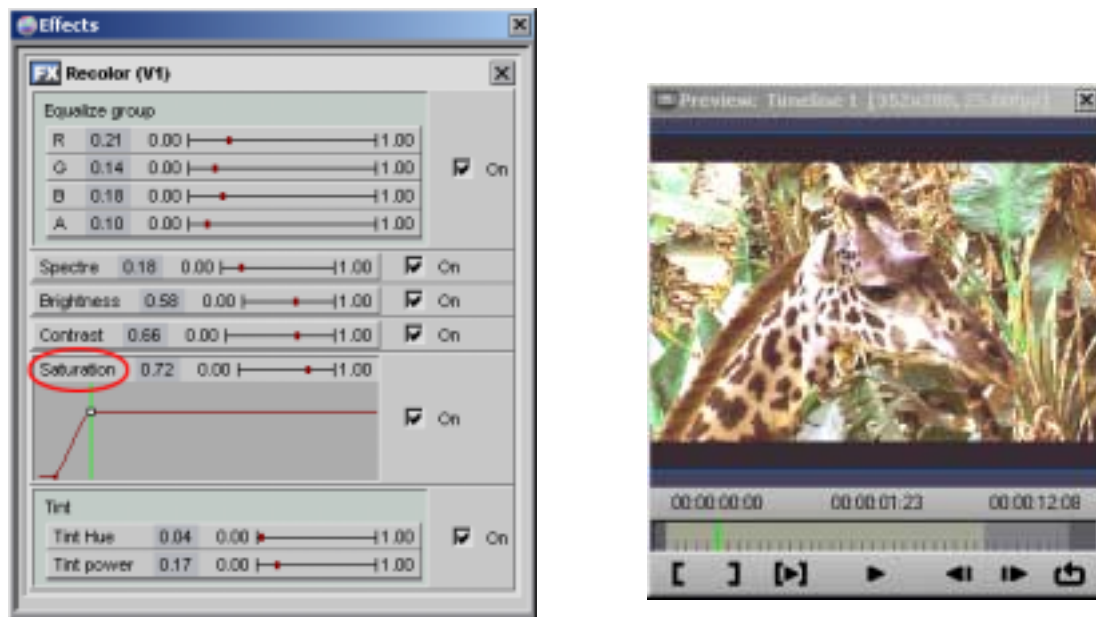 Effects
FX Recolor (V1)
Equalize group
R 0.21 0.00 1.00
On
G 0.14 0.00 1.00
B 0.18 0.00 1.00
A 0.10 0.00 1.00
Spectre 0.18 0.00 1.00 On
Brightness 0.58 0.00 1.00 On
Contrast 0.66 0.00 1.00 On
Saturation 0.72 0.00 1.00
On
Tint
Tint Hue 0.04 0.00 1.00
On
Tint power 0.17 0.00 1.00
Preview: Timeline 1
00:00:00:00 00:00:01:23 00:00:12:08